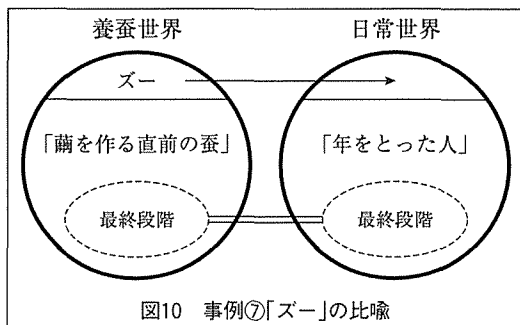 養蚕世界 日常世界
ズー
「繭を作る直前の蚕」 「年をとった人」
最終段階 最終段階
図10 事例⑦「ズー」の比喩